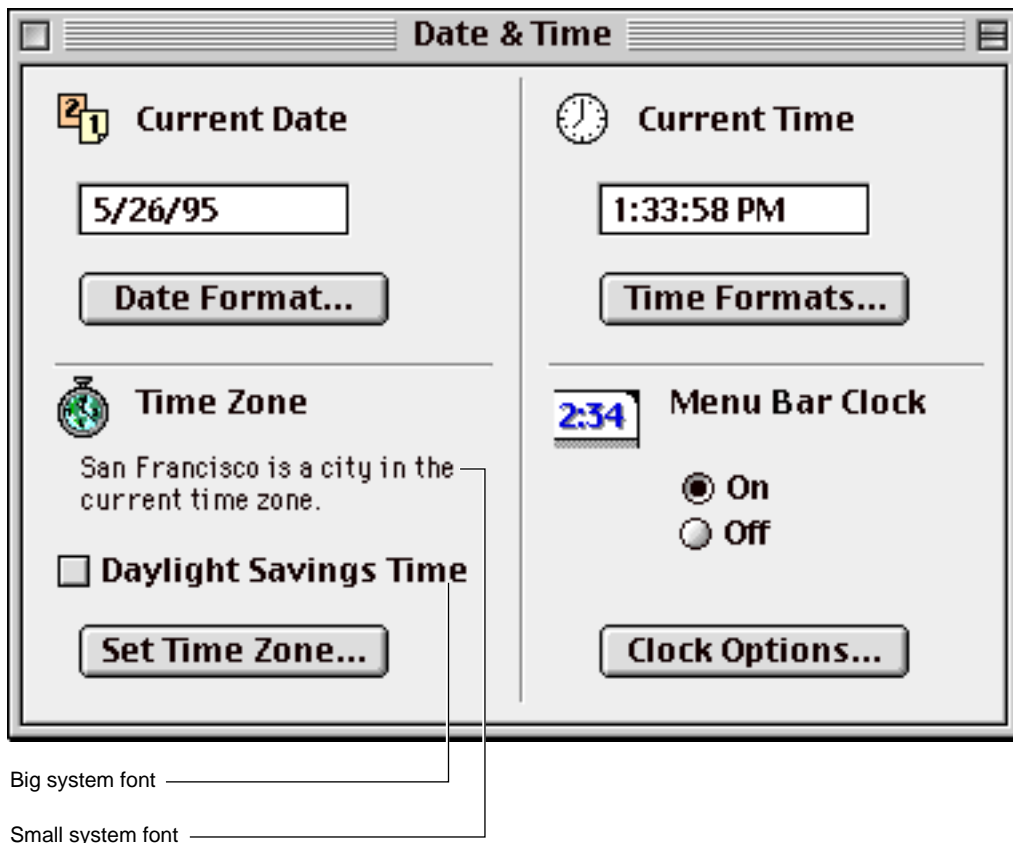 Date & Time
Current Date
5/26/95
Date Format...
Current Time
1:33:58 PM
Time Formats...
Time Zone
San Francisco is a city in the
current time zone.
Daylight Savings Time
Set Time Zone...
2:34
Menu Bar Clock
On
Off
Clock Options...
Big system font
Small system font
2
1